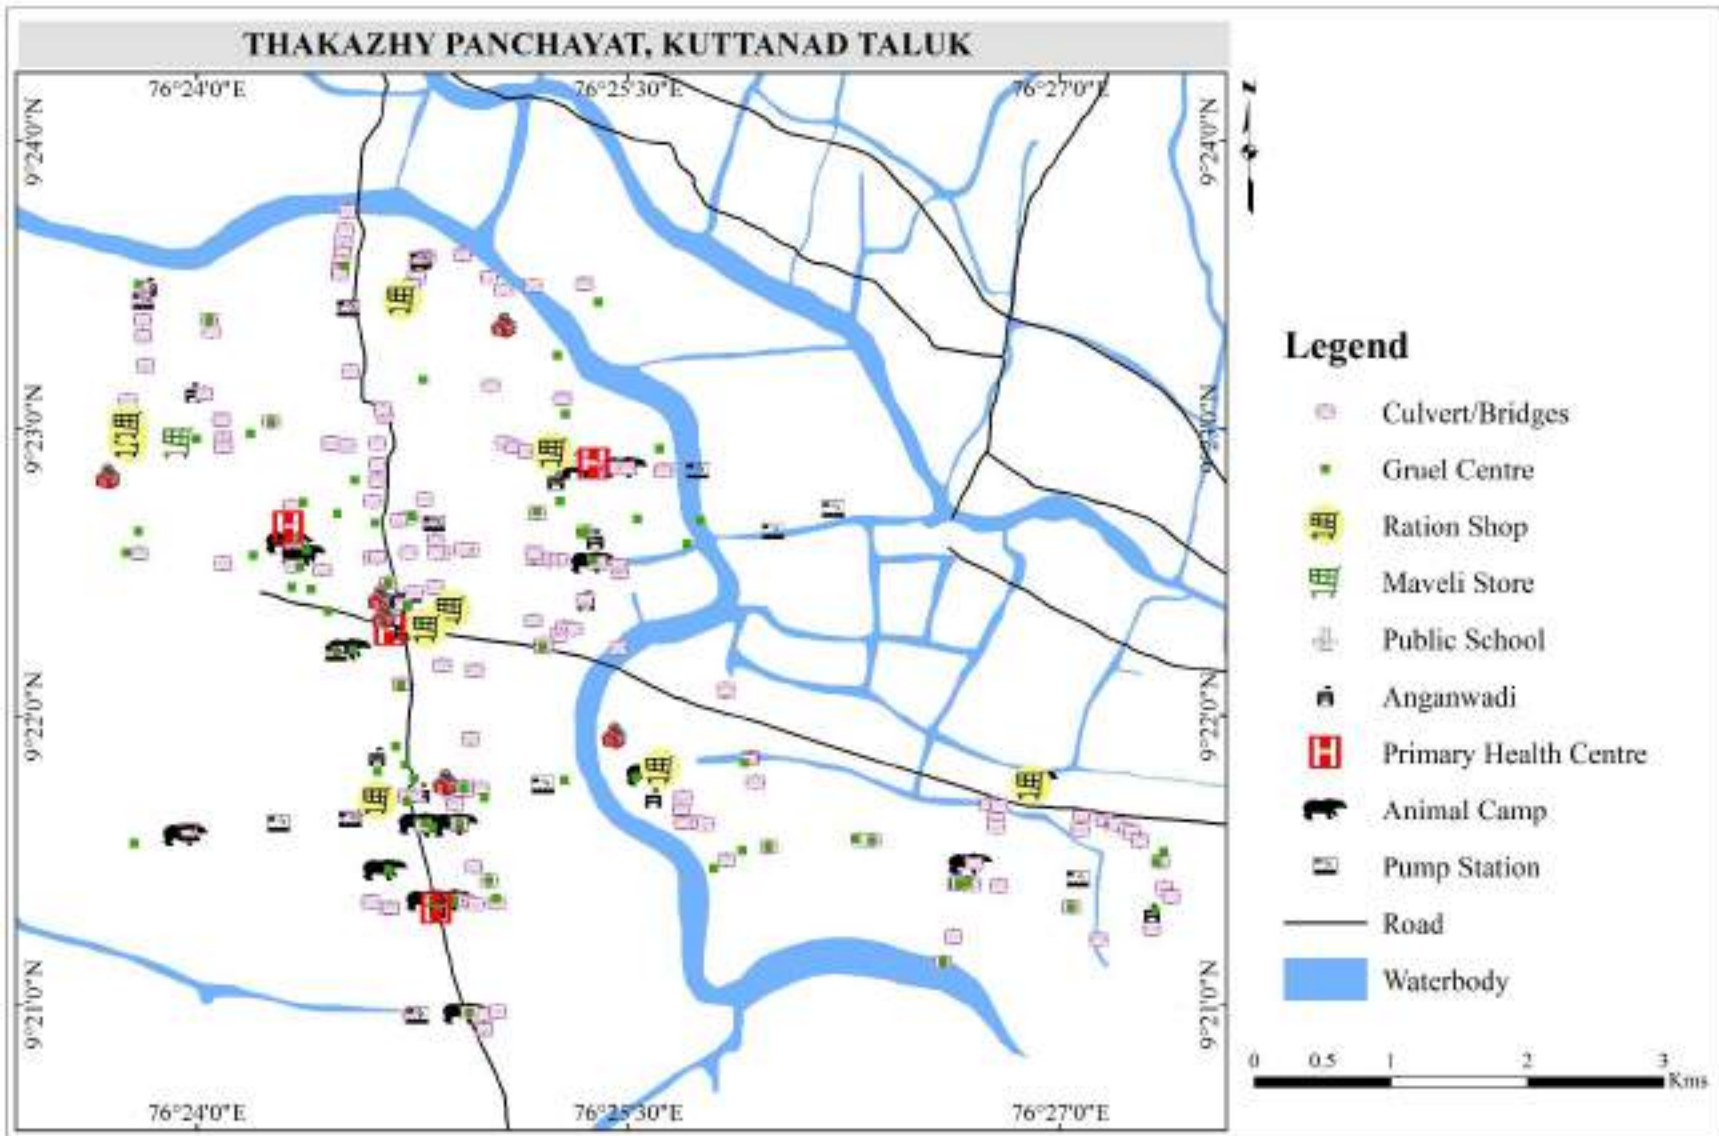 THAKAZHY PANCHAYAT, KUTTANAD TALUK
76°24'0"E
76°25'30"E
76°27'0"E
9°24'0"N
9°24'0"N
9°23'0"N
9°22'0"N
9°22'0"N
9°21'0"N
9°21'0"N
76°24'0"E
76°25'30"E
76°27'0"E
Legend
Culvert/Bridges
Gruel Centre
Ration Shop
Maveli Store
Public School
Anganwadi
H Primary Health Centre
Animal Camp
Pump Station
Road
Waterbody
0 0.5 1 2 3
Kms